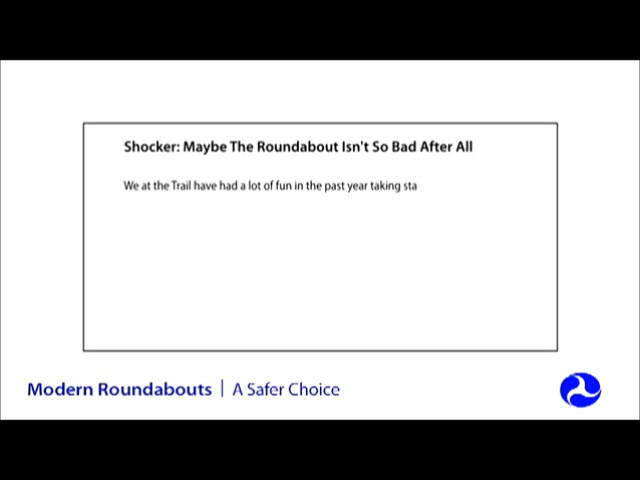 Shocker: Maybe The Roundabout Isn't So Bad After All
We at the Trail have had a lot of fun in the past year taking sta
Modern Roundabouts | A Safer Choice